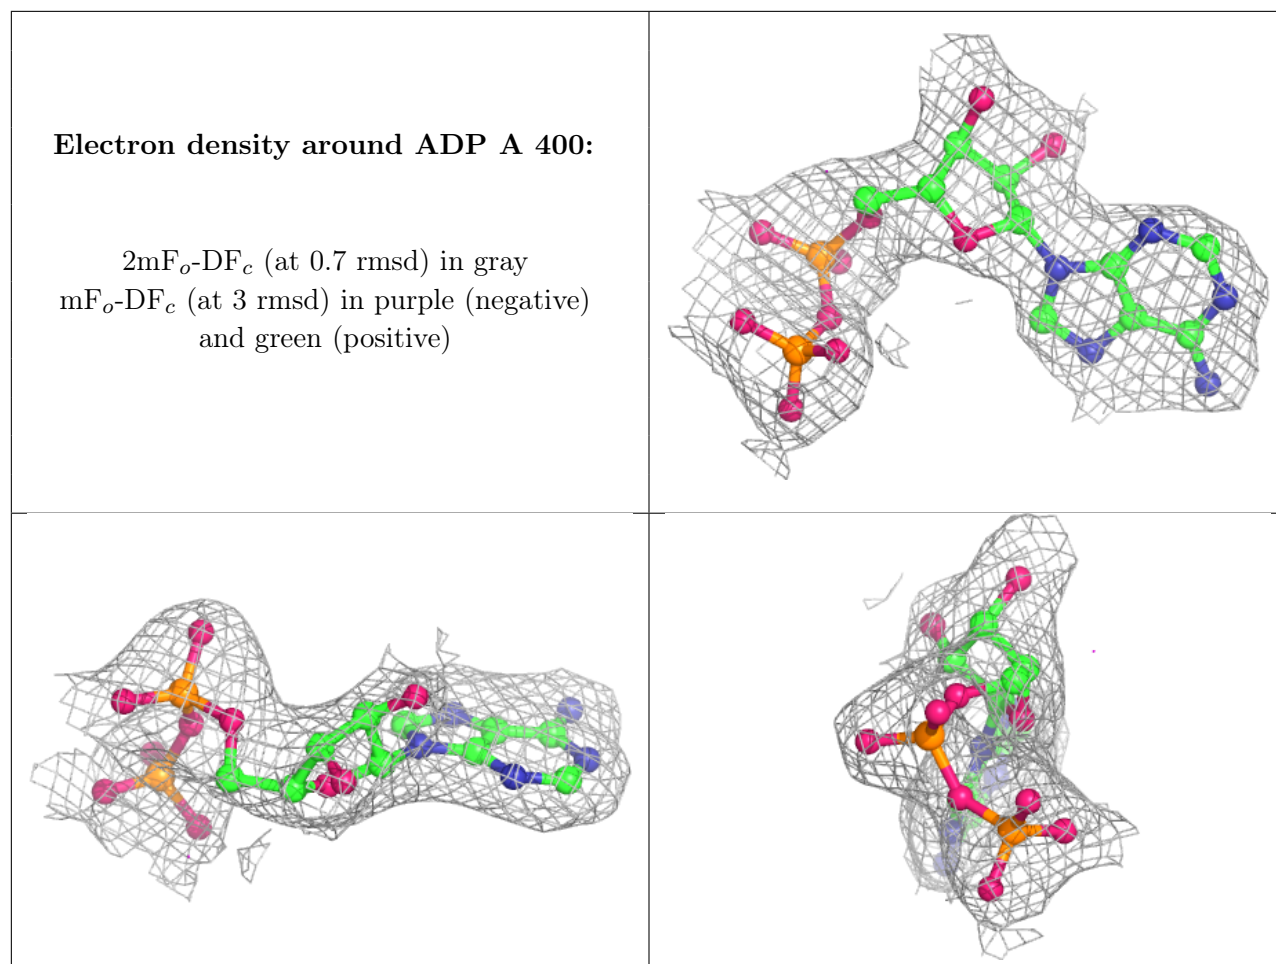 Electron density around ADP A 400:
2mFo-DFc (at 0.7 rmsd) in gray
mFo-DFc (at 3 rmsd) in purple (negative)
and green (positive)